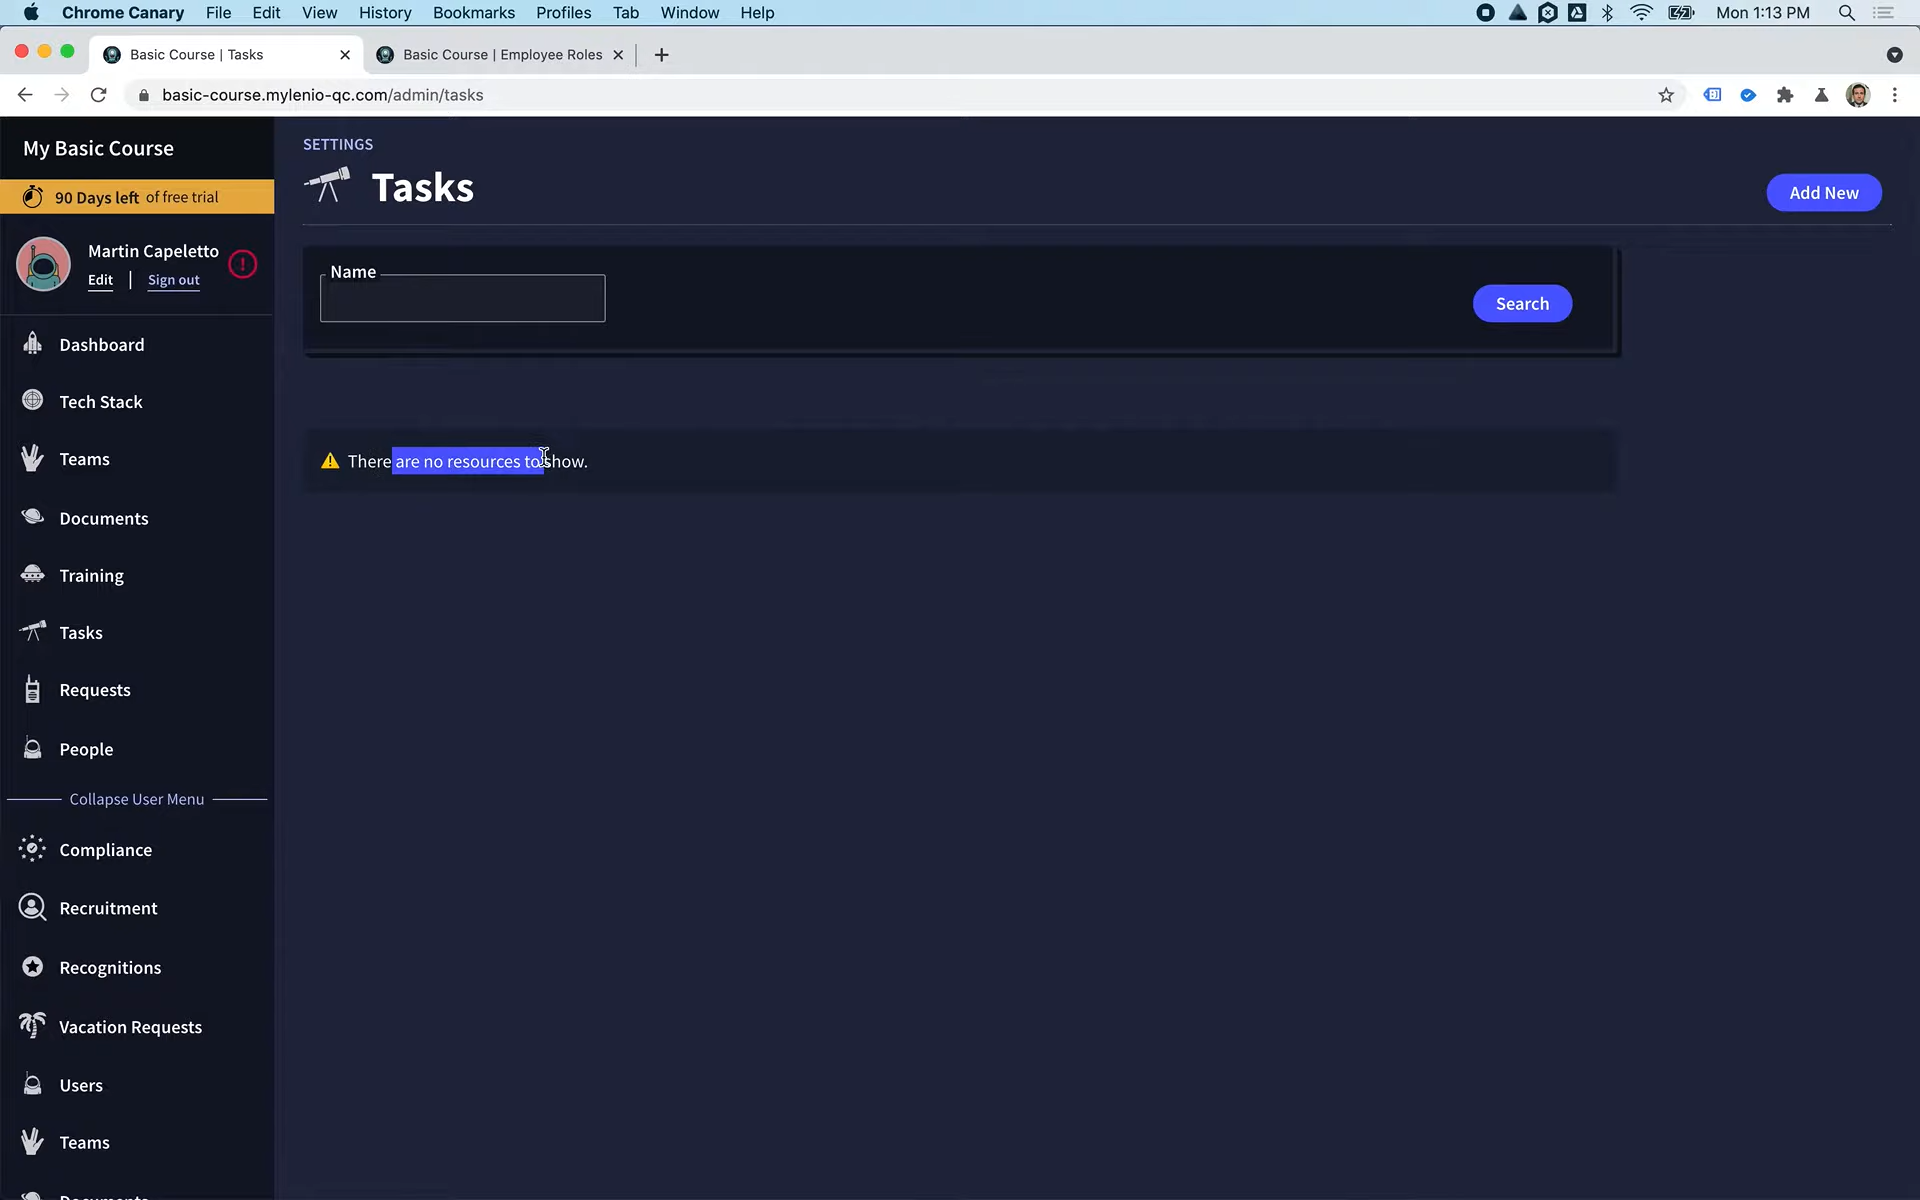 Chrome Canary File Edit View History Bookmarks Profiles Tab Window Help Mon 1:13 PM
Basic Course | Tasks Basic Course | Employee Roles
basic-course.mylenio-qc.com/admin/tasks
My Basic Course
90 Days left of free trial
Martin Capeletto
Edit | Sign out
Dashboard
Tech Stack
Teams
Documents
Training
Tasks
Requests
People
Collapse User Menu
Compliance
Recruitment
Recognitions
Vacation Requests
Users
Teams
Documents
SETTINGS
Tasks
Add New
Name
Search
There are no resources to show.